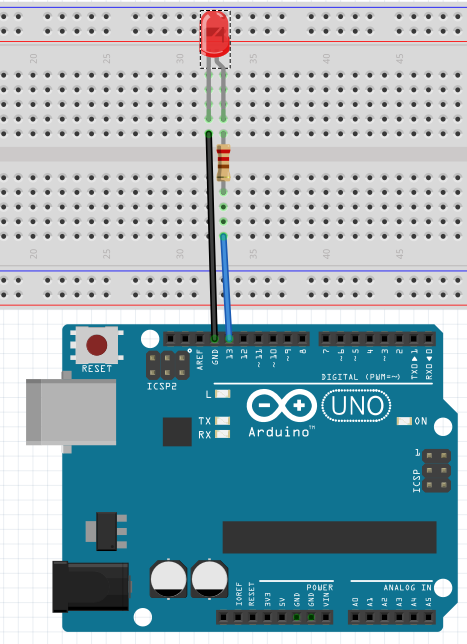 20 25 30 35 40 45
20 25 30 35 40 45
RESET
ICSP2
AREF
GND
13
12
~11
~10
~9
8
7
~6
~5
4
~3
2
TXD▶1
RXD◀0
DIGITAL (PWM=~)
L
TX
RX
Arduino™
UNO
ON
1
ICSP
IOREF
RESET
3V3
5V
GND
GND
VIN
POWER
ANALOG IN
A0
A1
A2
A3
A4
A5